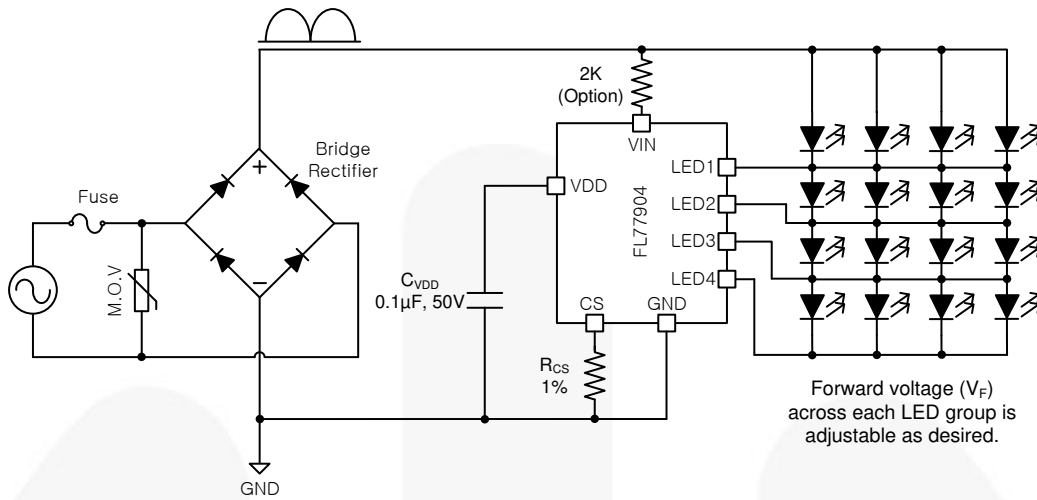 2K
(Option)
Bridge
Rectifier
Fuse
VIN
VDD
LED1
LED2
LED3
LED4
FL77904
M.O.V
CVDD
0.1µF, 50V
CS
GND
RCS
1%
Forward voltage (VF)
across each LED group is
adjustable as desired.
GND